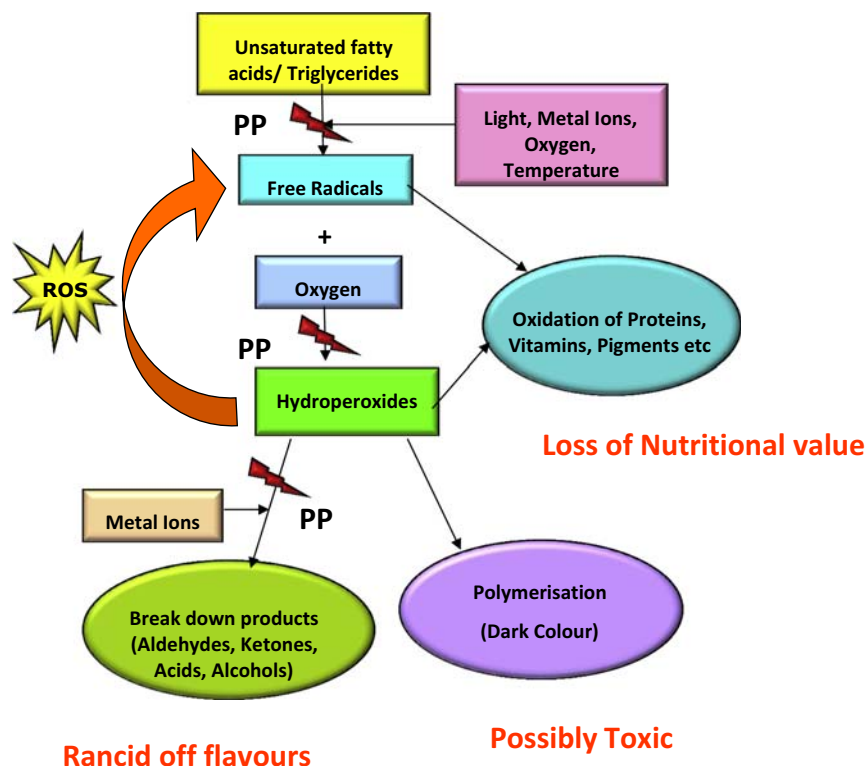 Unsaturated fatty
acids/ Triglycerides
PP
Light, Metal Ions,
Oxygen,
Temperature
Free Radicals
+
ROS
Oxygen
Oxidation of Proteins,
Vitamins, Pigments etc
PP
Hydroperoxides
Loss of Nutritional value
Metal Ions
PP
Break down products
(Aldehydes, Ketones,
Acids, Alcohols)
Polymerisation
(Dark Colour)
Rancid off flavours
Possibly Toxic